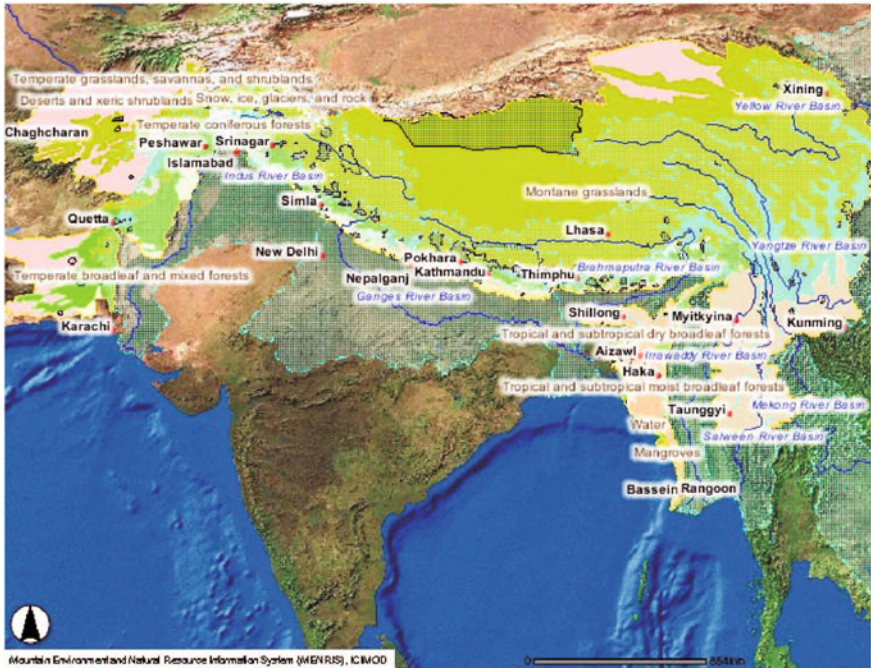 Temperate grasslands, savannas, and shrublands
Xining
Deserts and xeric shrublands
Snow, ice, glaciers, and rock
Yellow River Basin
Chaghcharan
Temperate coniferous forests
Peshawar
Srinagar
Islamabad
Indus River Basin
Montane grasslands
Simla
Quetta
Lhasa
New Delhi
Yangtze River Basin
Pokhara
Temperate broadleaf and mixed forests
Nepalganj
Kathmandu
Thimphu
Brahmaputra River Basin
Ganges River Basin
Shillong
Myitkyina
Karachi
Kunming
Tropical and subtropical dry broadleaf forests
Aizawl
Irrawaddy River Basin
Haka
Tropical and subtropical moist broadleaf forests
Taunggyi
Mekong River Basin
Water
Salween River Basin
Mangroves
Bassein
Rangoon
Mountain Environment and Natural Resource Information System (MENRIS), ICIMOD
0
854km